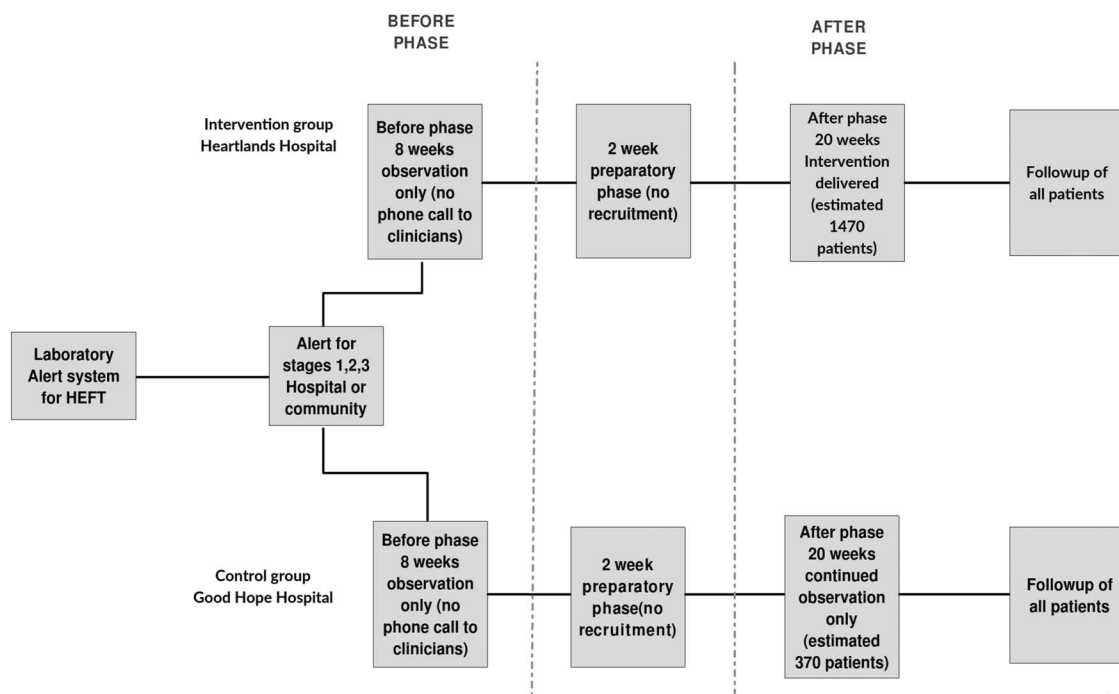 BEFORE
PHASE
AFTER
PHASE
Intervention group
Heartlands Hospital
Before phase
8 weeks
observation
only (no
phone call to
clinicians)
2 week
preparatory
phase (no
recruitment)
After phase
20 weeks
Intervention
delivered
(estimated
1470
patients)
Followup of
all patients
Laboratory
Alert system
for HEFT
Alert for
stages 1,2,3
Hospital or
community
Control group
Good Hope Hospital
Before phase
8 weeks
observation
only (no
phone call to
clinicians)
2 week
preparatory
phase(no
recruitment)
After phase
20 weeks
continued
observation
only
(estimated
370 patients)
Followup of
all patients